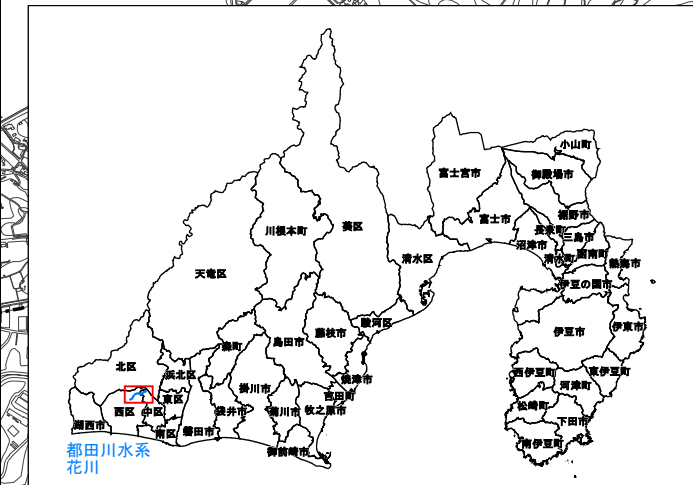 小山町
富士宮市
御殿場市
裾野市
富士市
長泉町
三島市
葵区
川根本町
沼津市
清水町
函南町
熱海市
清水区
天竜区
伊豆の国市
駿河区
伊東市
伊豆市
藤枝市
島田市
森町
北区
浜北区
焼津市
西伊豆町
東伊豆町
河津町
掛川市
東区
吉田町
松崎町
西区
中区
袋井市
菊川市
牧之原市
下田市
湖西市
南区
磐田市
南伊豆町
御前崎市
都田川水系
花川